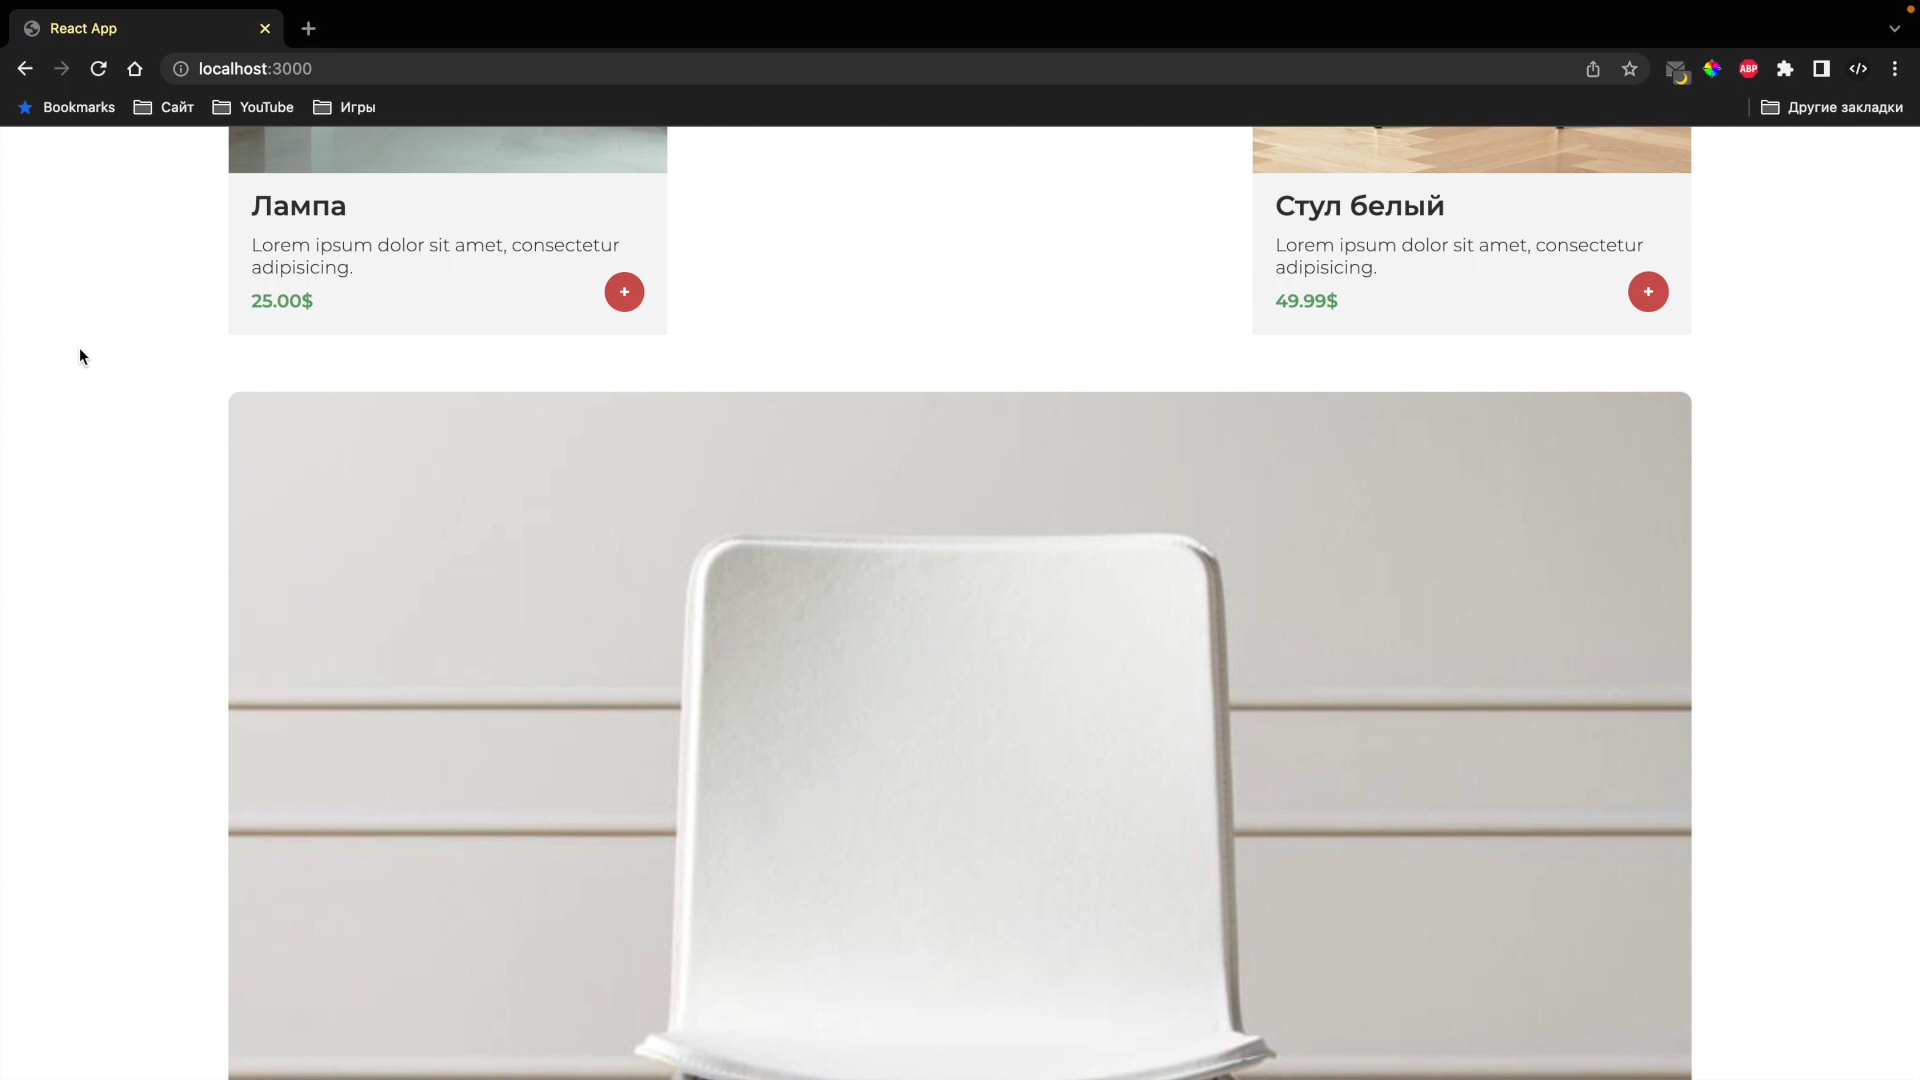 React App
localhost:3000
ABP
Bookmarks Сайт YouTube Игры Другие закладки
Лампа
Lorem ipsum dolor sit amet, consectetur
adipisicing.
25.00$
+
Стул белый
Lorem ipsum dolor sit amet, consectetur
adipisicing.
49.99$
+